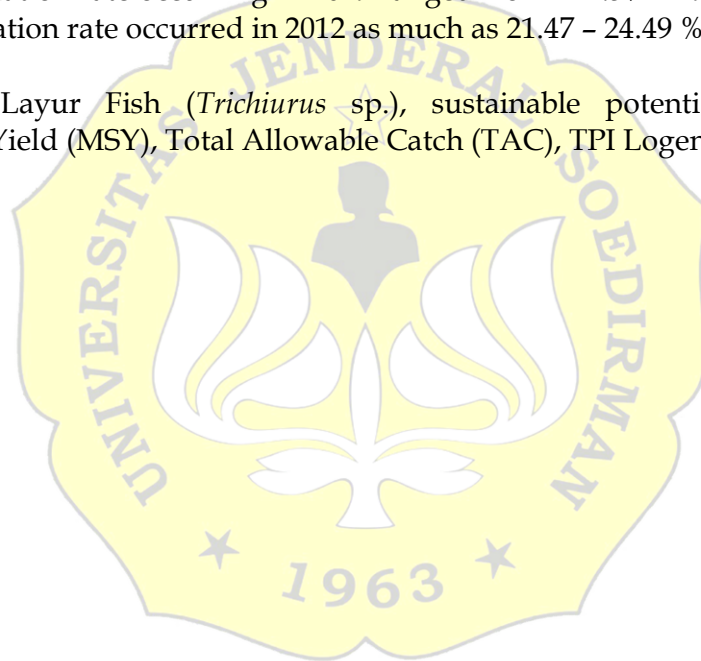 ation rate occurred in 2012 as much as 21.47 – 24.49 %
Layur Fish (Trichiurus sp.), sustainable potenti
Yield (MSY), Total Allowable Catch (TAC), TPI Loger
UNIVERSITAS JENDERAL SOEDIRMAN
1963